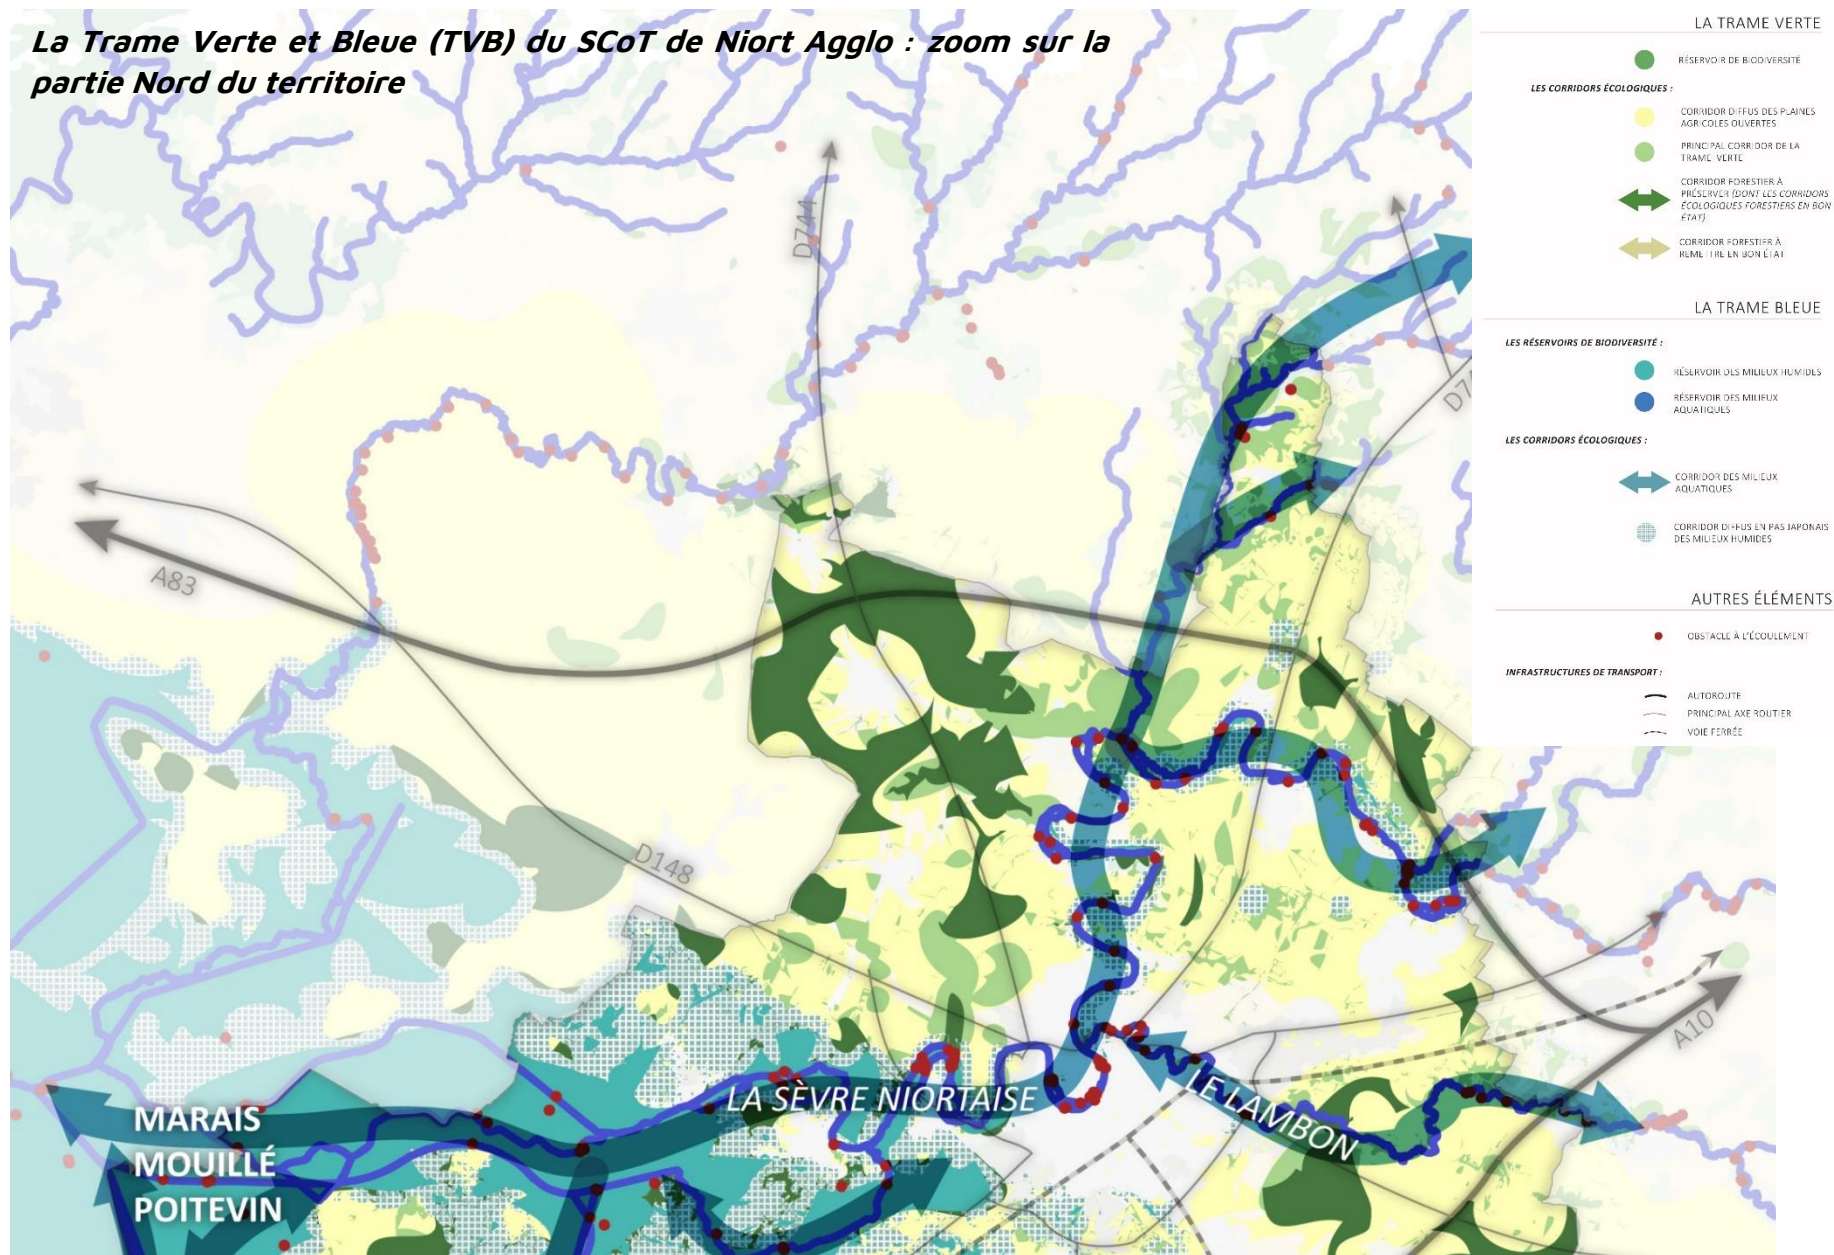 La Trame Verte et Bleue (TVB) du SCoT de Niort Agglo : zoom sur la
partie Nord du territoire
LA TRAME VERTE
RÉSERVOIR DE BIODIVERSITÉ
LES CORRIDORS ÉCOLOGIQUES :
CORRIDOR DIFFUS DES PLAINES
AGRICOLES OUVERTES
PRINCIPAL CORRIDOR DE LA
TRAME VERTE
CORRIDOR FORESTIER À
PRÉSERVER (DONT LES CORRIDORS
ÉCOLOGIQUES FORESTIERS EN BON
ÉTAT)
CORRIDOR FORESTIER À
REMETTRE EN BON ÉTAT
LA TRAME BLEUE
LES RÉSERVOIRS DE BIODIVERSITÉ :
RÉSERVOIR DES MILIEUX HUMIDES
RÉSERVOIR DES MILIEUX
AQUATIQUES
LES CORRIDORS ÉCOLOGIQUES :
CORRIDOR DES MILIEUX
AQUATIQUES
CORRIDOR DIFFUS EN PAS JAPONAIS
DES MILIEUX HUMIDES
AUTRES ÉLÉMENTS
OBSTACLE À L'ÉCOULEMENT
INFRASTRUCTURES DE TRANSPORT :
AUTOROUTE
PRINCIPAL AXE ROUTIER
VOIE FERRÉE
D744
A83
D148
A10
LA SÈVRE NIORTAISE
LE LAMBON
MARAIS
MOUILLÉ
POITEVIN